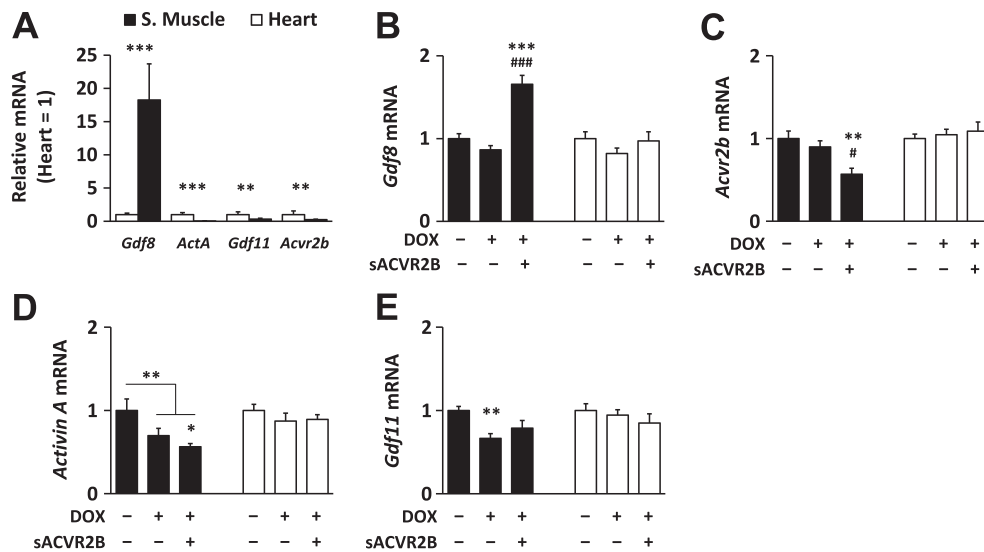 A
S. Muscle Heart
Relative mRNA
(Heart = 1)
25
20
15
10
5
0
***
***
**
**
Gdf8 ActA Gdf11 Acvr2b
B
Gdf8 mRNA
2
1
0
***
###
DOX – + + – + +
sACVR2B – – + – – +
C
Acvr2b mRNA
2
1
0
**
#
DOX – + + – + +
sACVR2B – – + – – +
D
Activin A mRNA
2
1
0
**
*
DOX – + + – + +
sACVR2B – – + – – +
E
Gdf11 mRNA
2
1
0
**
DOX – + + – + +
sACVR2B – – + – – +